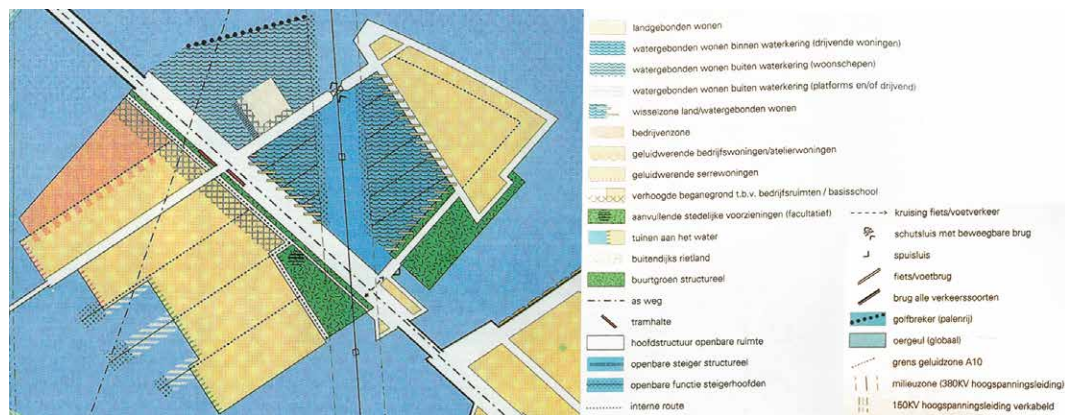 landgebonden wonen
watergebonden wonen binnen waterkering (drijvende woningen)
watergebonden wonen buiten waterkering (woonschepen)
watergebonden wonen buiten waterkering (platforms en/of drijvend)
wisselzone land/watergebonden wonen
bedrijvenzone
geluidwerende bedrijfswoningen/atelierwoningen
geluidwerende serrewoningen
verhoogde beganegrond t.b.v. bedrijfsruimten / basisschool
aanvullende stedelijke voorzieningen (facultatief)
tuinen aan het water
buitendijks rietland
buurtgroen structureel
as weg
tramhalte
hoofdstructuur openbare ruimte
openbare steiger structureel
openbare functie steigerhoofden
interne route
kruising fiets/voetverkeer
schutsluis met beweegbare brug
spuisluis
fiets/voetbrug
brug alle verkeerssoorten
golfbreker (palenrij)
oergeul (globaal)
grens geluidzone A10
milieuzone (380KV hoogspanningsleiding)
160KV hoogspanningsleiding verkabeld